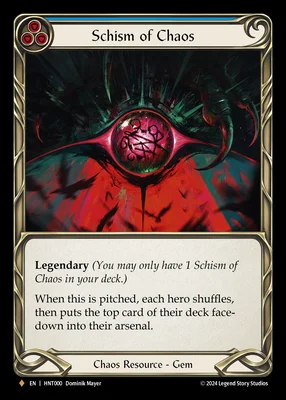 Schism of Chaos
Legendary (You may only have 1 Schism of
Chaos in your deck.)
When this is pitched, each hero shuffles,
then puts the top card of their deck face-
down into their arsenal.
Chaos Resource - Gem
EN | HNT000 Dominik Mayer
© 2024 Legend Story Studios